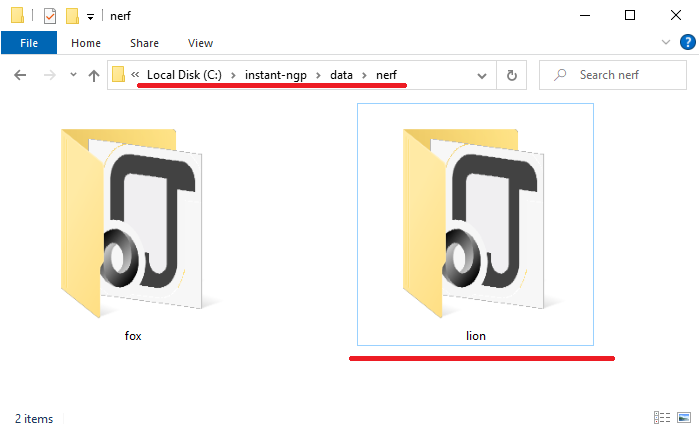 nerf
File Home Share View
« Local Disk (C:) › instant-ngp › data › nerf Search nerf
fox lion
2 items